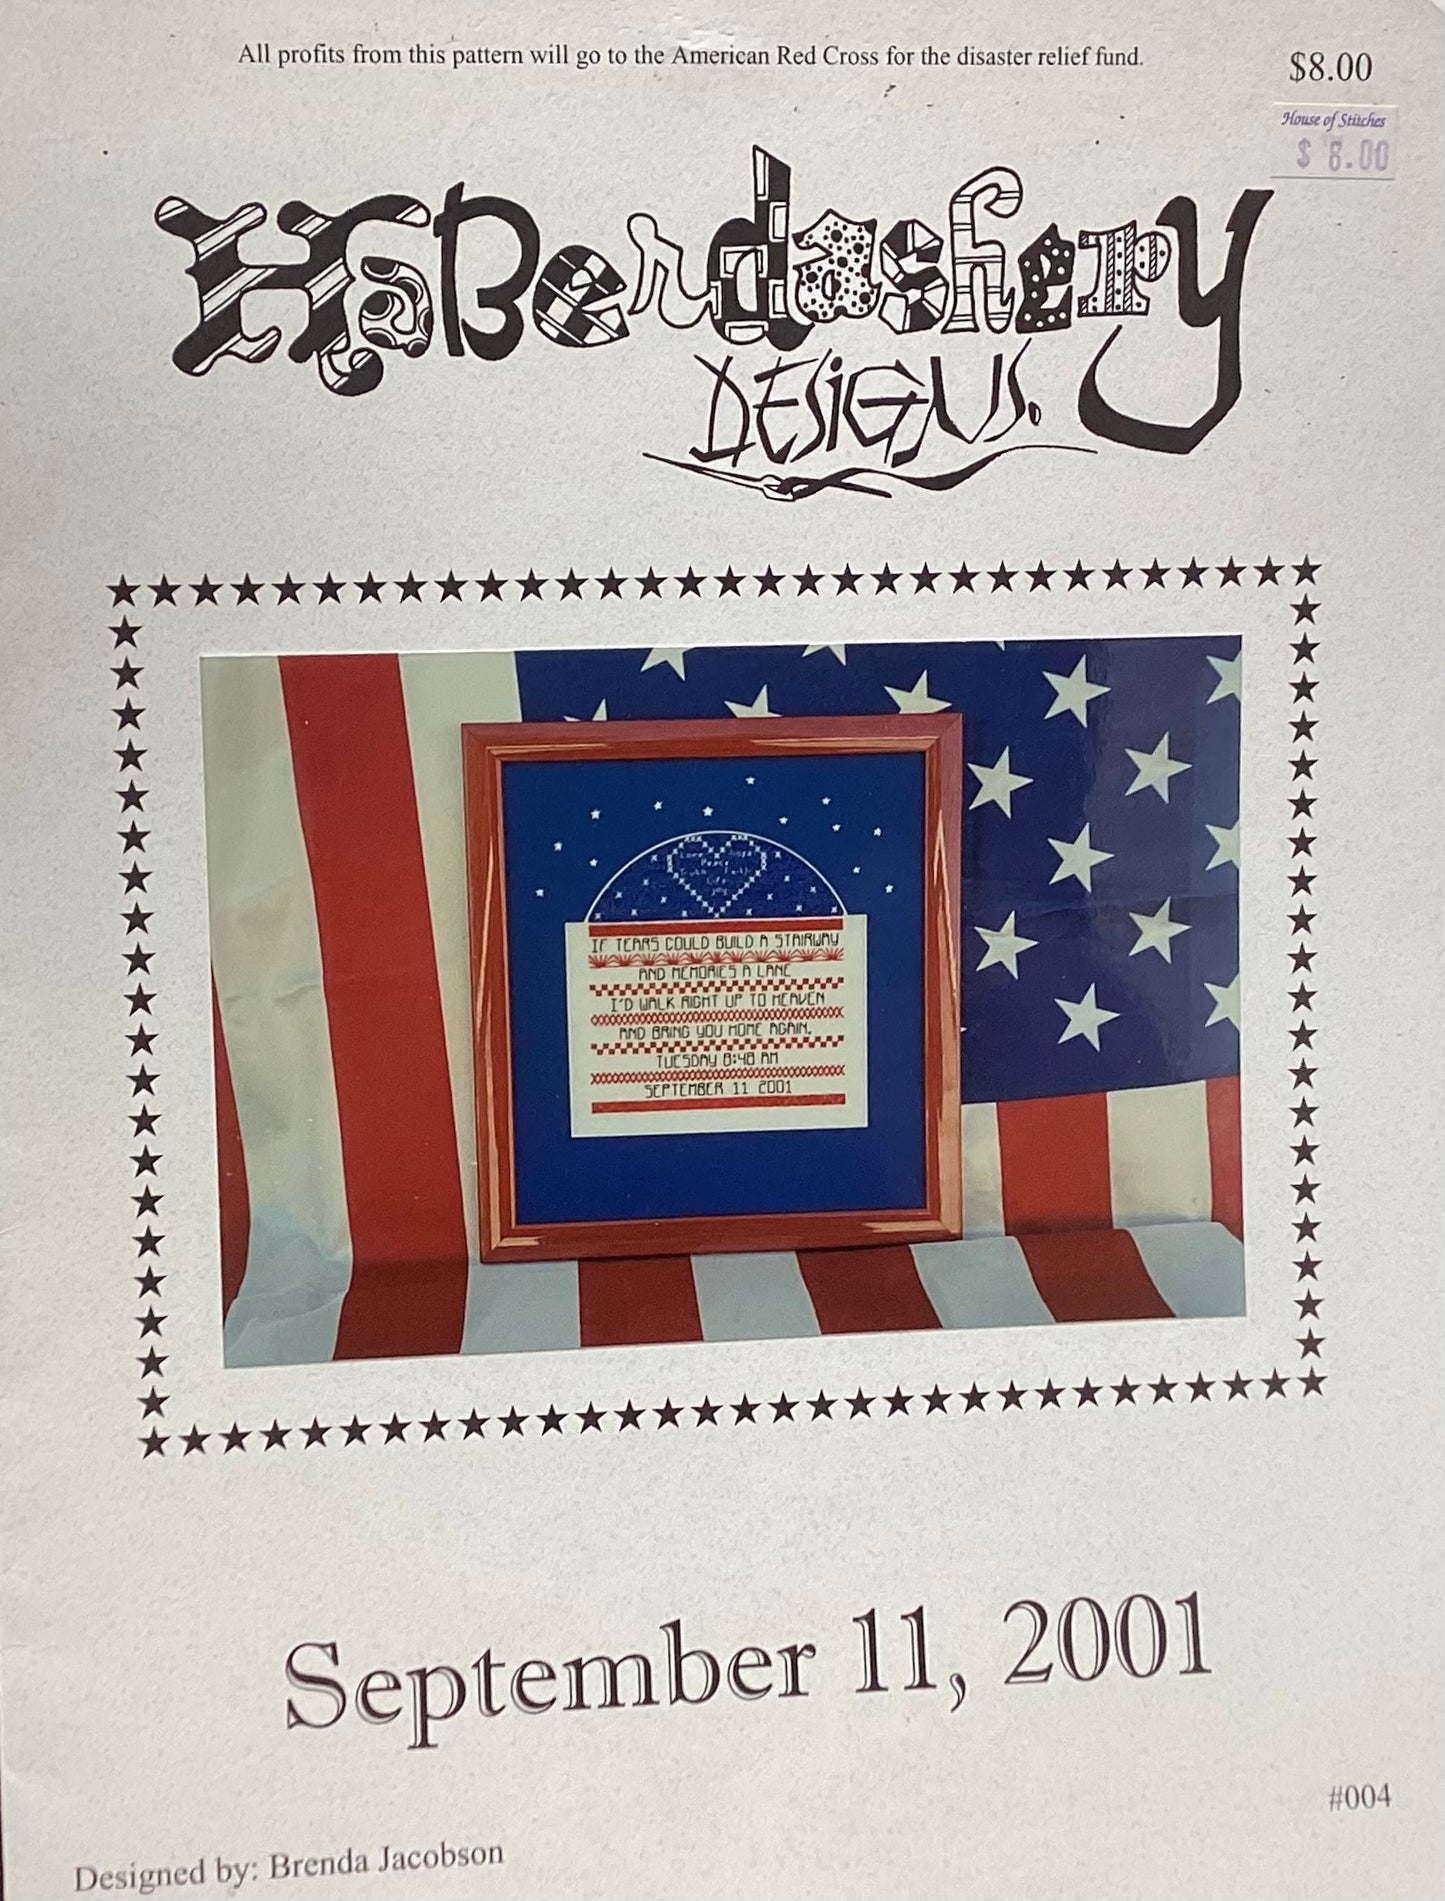 All profits from this pattern will go to the American Red Cross for the disaster relief fund.
$8.00
House of Stitches
$ 8.00
HaBerdashery
DESiGNS.
Peace
Life
Joy
IF TEARS COULD BUILD A STAIRWAY
AND MEMORIES A LANE
I'D WALK RIGHT UP TO HEAVEN
AND BRING YOU HOME AGAIN.
TUESDAY 8:48 AM
SEPTEMBER 11 2001
September 11, 2001
#004
Designed by: Brenda Jacobson